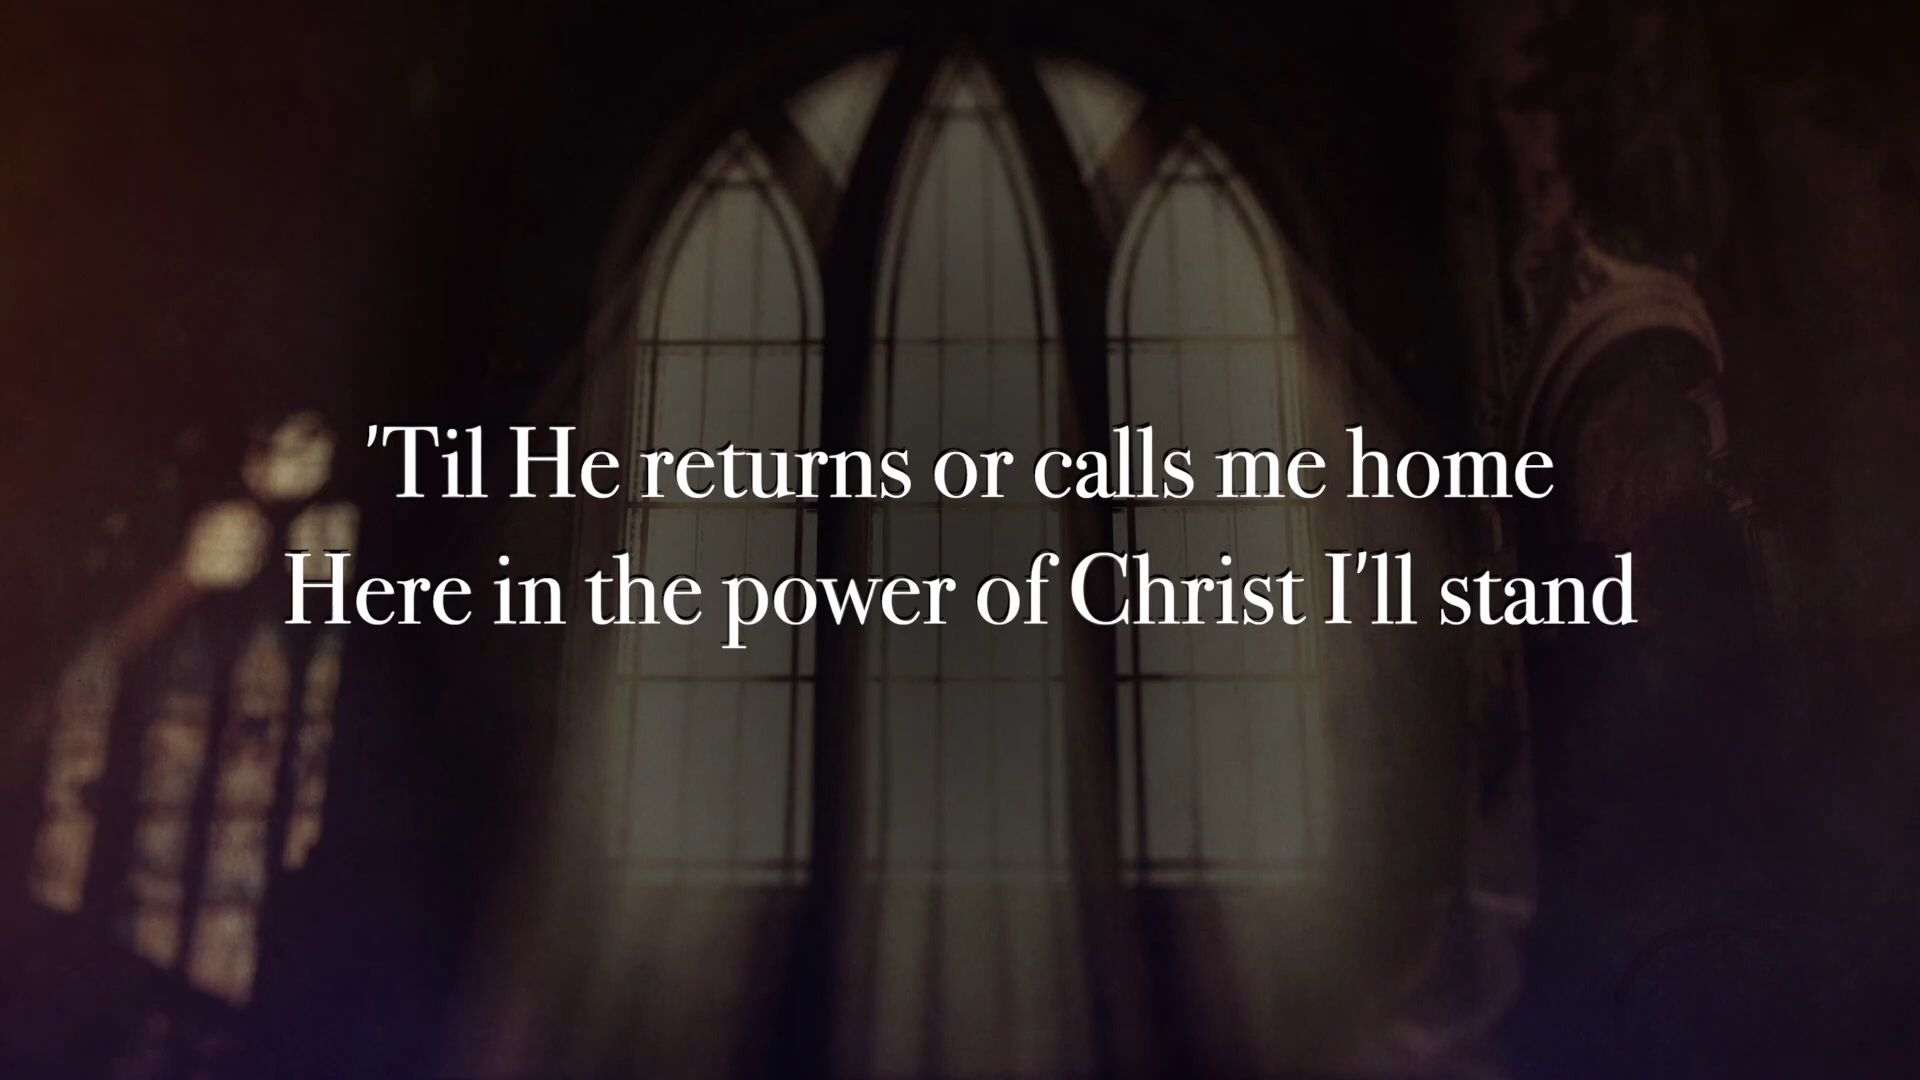 'Til He returns or calls me home
Here in the power of Christ I'll stand